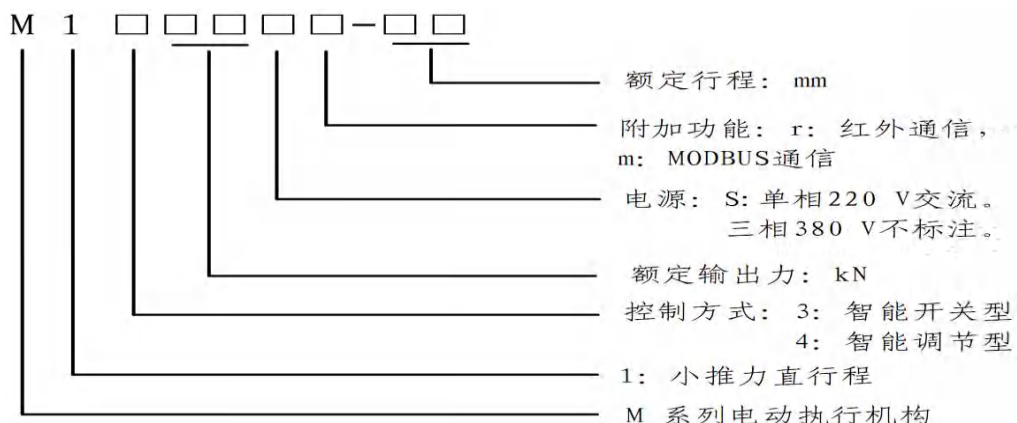 M 1 □ □ □ □ □ - □ □
额定行程: mm
附加功能: r: 红外通信,
m: MODBUS通信
电源: S: 单相220 V交流。
三相380 V不标注。
额定输出力: kN
控制方式: 3: 智能开关型
4: 智能调节型
1: 小推力直行程
M 系列电动执行机构